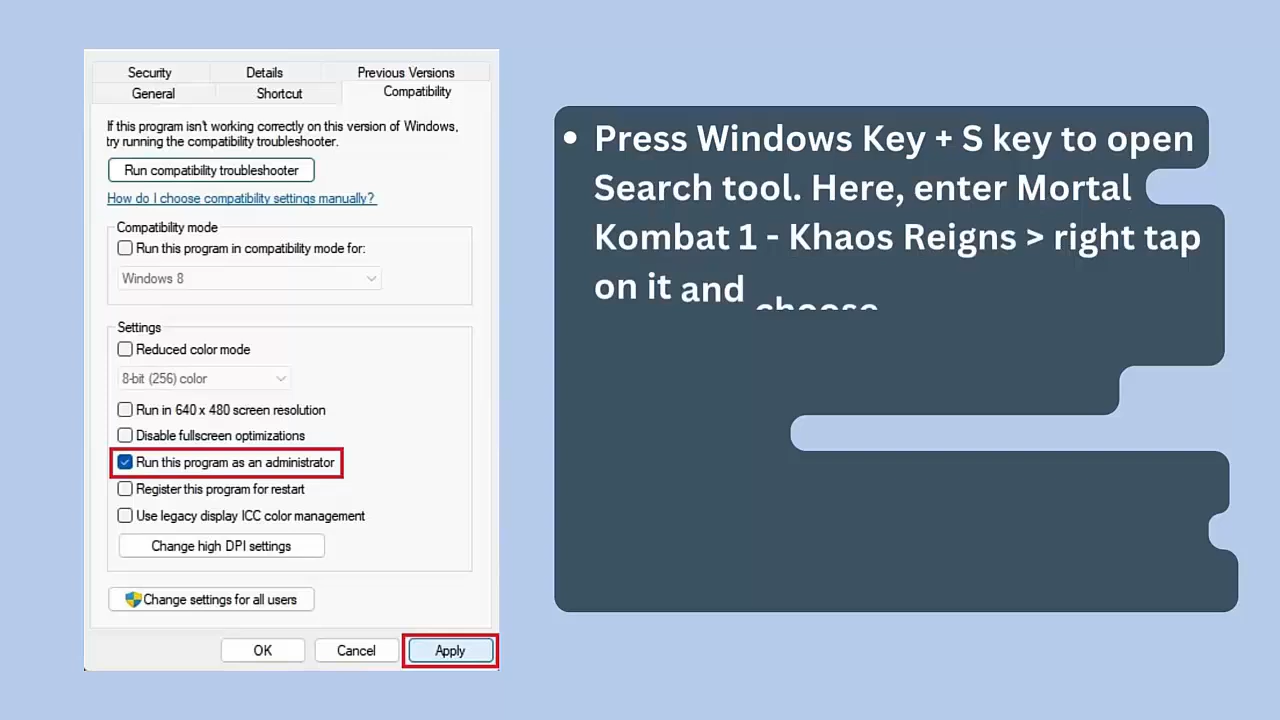 Security Details Previous Versions
General Shortcut Compatibility
If this program isn't working correctly on this version of Windows,
try running the compatibility troubleshooter.
Run compatibility troubleshooter
How do I choose compatibility settings manually?
Compatibility mode
Run this program in compatibility mode for:
Windows 8
Settings
Reduced color mode
8-bit (256) color
Run in 640 x 480 screen resolution
Disable fullscreen optimizations
Run this program as an administrator
Register this program for restart
Use legacy display ICC color management
Change high DPI settings
Change settings for all users
OK Cancel Apply
• Press Windows Key + S key to open
Search tool. Here, enter Mortal
Kombat 1 - Khaos Reigns > right tap
on it and choose